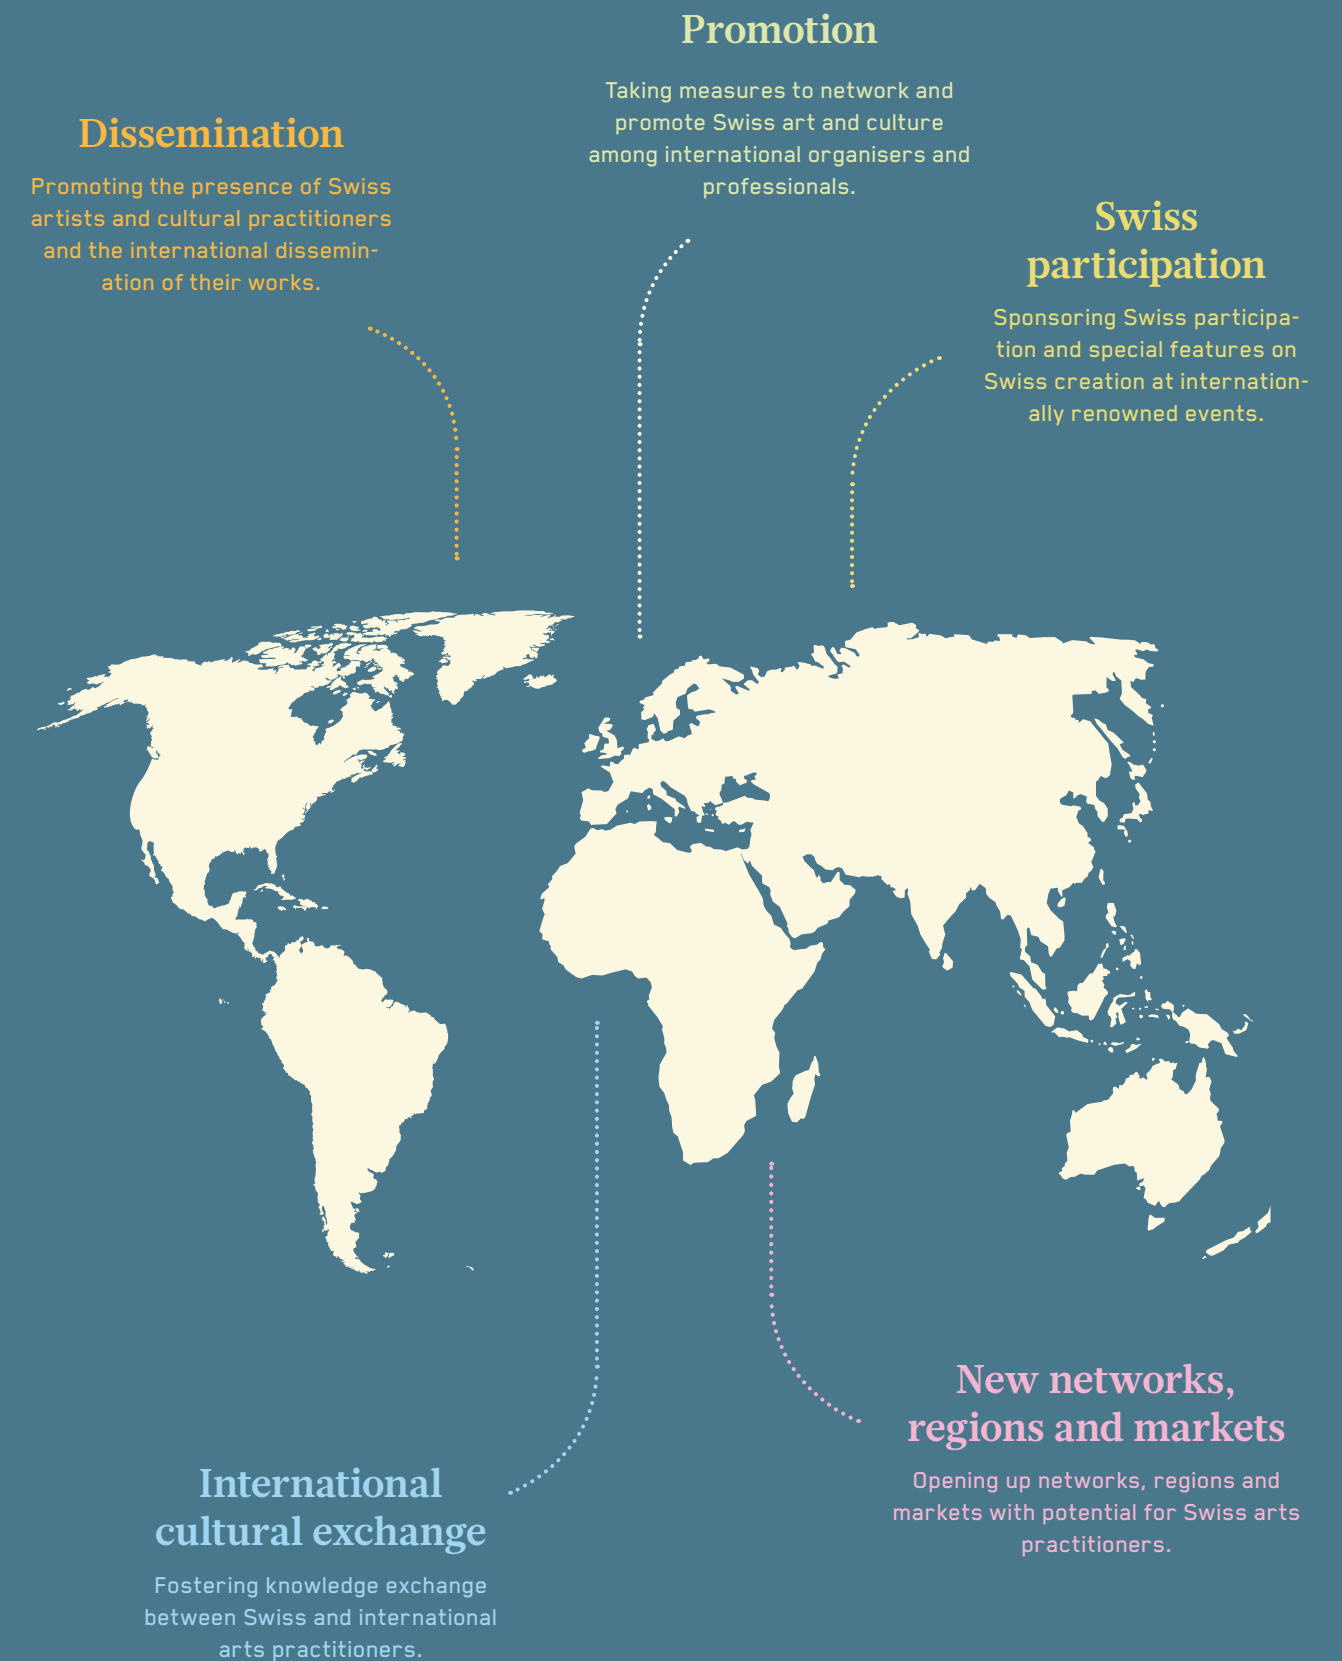 Promotion
Taking measures to network and
promote Swiss art and culture
among international organisers and
professionals.
Dissemination
Promoting the presence of Swiss
artists and cultural practitioners
and the international dissemin-
ation of their works.
Swiss
participation
Sponsoring Swiss participa-
tion and special features on
Swiss creation at internation-
ally renowned events.
New networks,
regions and markets
Opening up networks, regions and
markets with potential for Swiss arts
practitioners.
International
cultural exchange
Fostering knowledge exchange
between Swiss and international
arts practitioners.